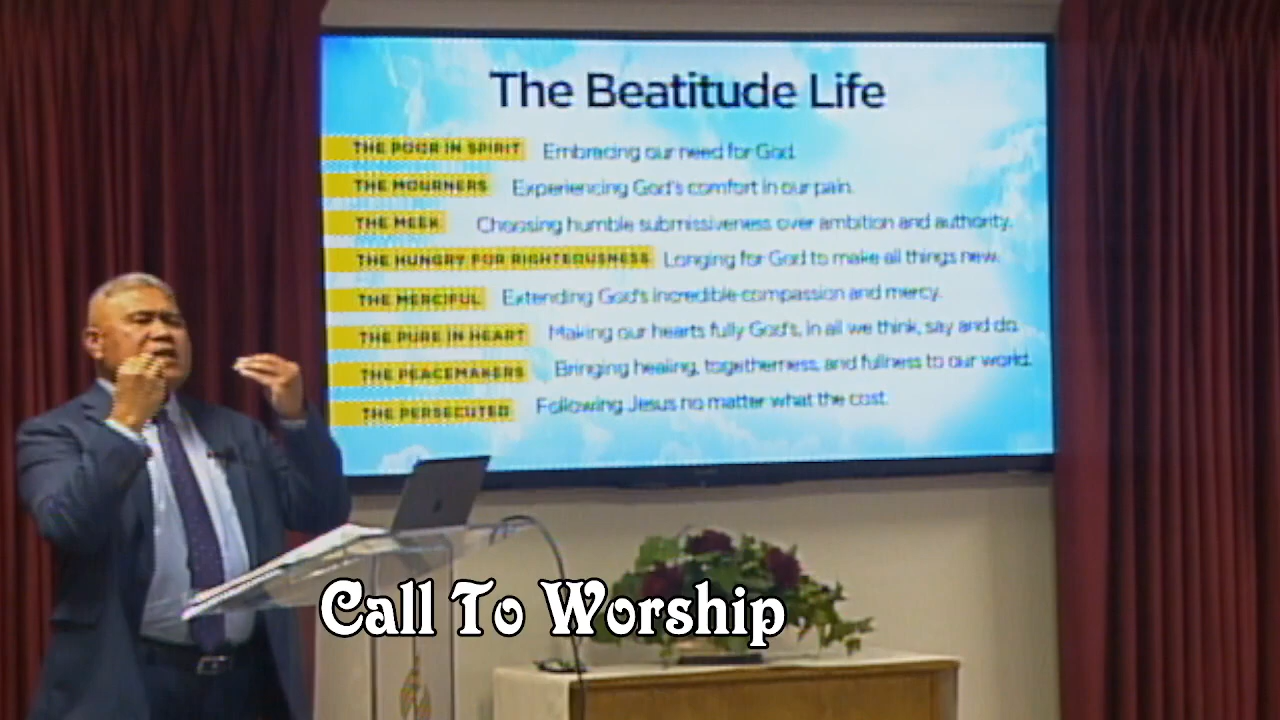 The Beatitude Life
THE POOR IN SPIRIT Embracing our need for God.
THE MOURNERS Experiencing God's comfort in our pain.
THE MEEK Choosing humble submissiveness over ambition and authority.
THE HUNGRY FOR RIGHTEOUSNESS Longing for God to make all things new.
THE MERCIFUL Extending God's incredible compassion and mercy.
THE PURE IN HEART Making our hearts fully God's, in all we think, say and do.
THE PEACEMAKERS Bringing healing, togetherness, and fullness to our world.
THE PERSECUTED Following Jesus no matter what the cost.
Call To Worship